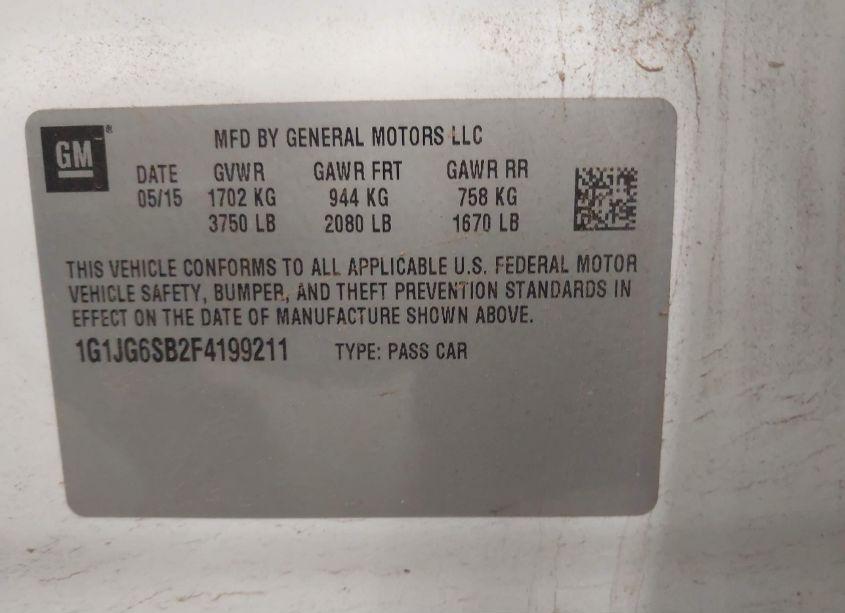 GM®
MFD BY GENERAL MOTORS LLC
DATE GVWR GAWR FRT GAWR RR
05/15 1702 KG 944 KG 758 KG
3750 LB 2080 LB 1670 LB
THIS VEHICLE CONFORMS TO ALL APPLICABLE U.S. FEDERAL MOTOR
VEHICLE SAFETY, BUMPER, AND THEFT PREVENTION STANDARDS IN
EFFECT ON THE DATE OF MANUFACTURE SHOWN ABOVE.
1G1JG6SB2F4199211 TYPE: PASS CAR